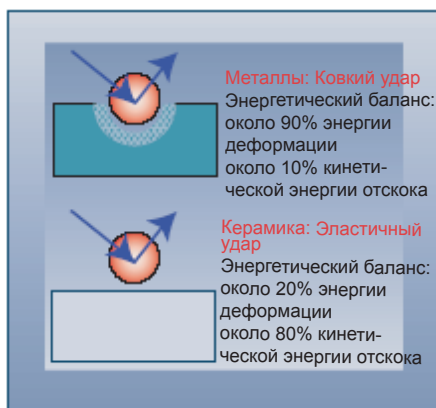 Металлы: Ковкий удар
Энергетический баланс:
около 90% энергии
деформации
около 10% кинети-
ческой энергии отскока
Керамика: Эластичный
удар
Энергетический баланс:
около 20% энергии
деформации
около 80% кинети-
ческой энергии отскока